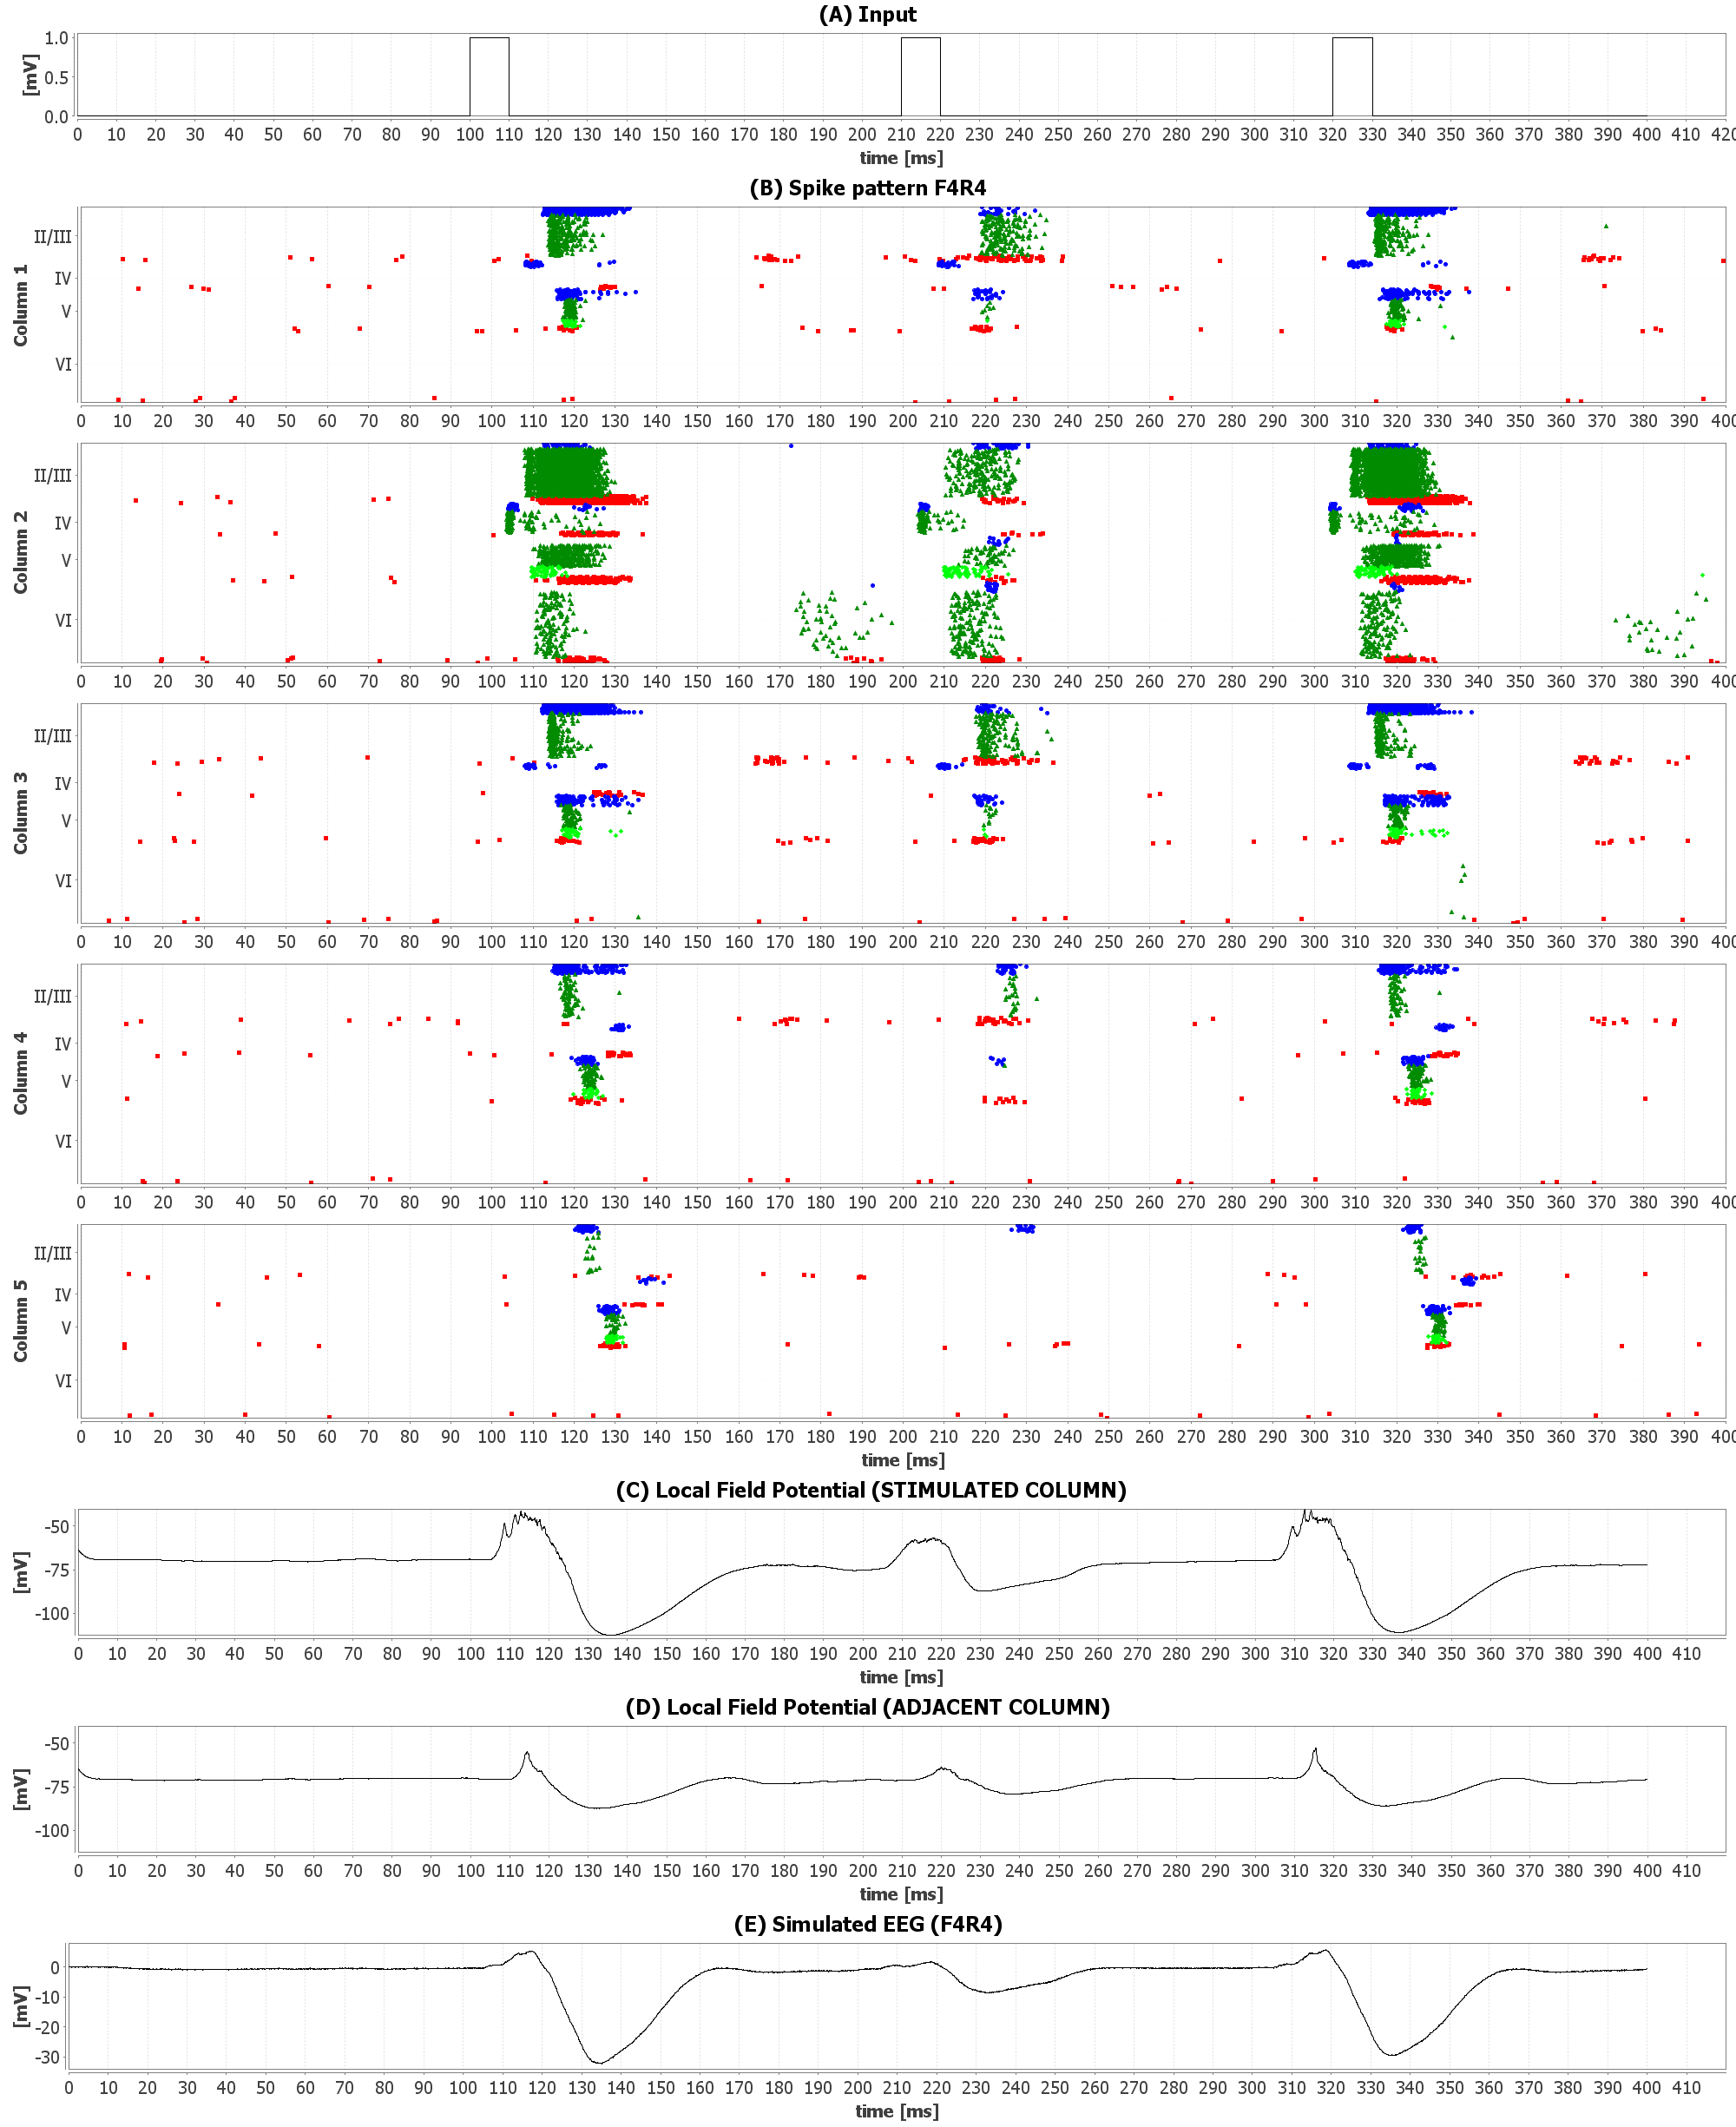 (A) Input
[mV]
1.0
0.5
0.0
0 10 20 30 40 50 60 70 80 90 100 110 120 130 140 150 160 170 180 190 200 210 220 230 240 250 260 270 280 290 300 310 320 330 340 350 360 370 380 390 400 410 420
time [ms]
(B) Spike pattern F4R4
Column 1
II/III
IV
V
VI
0 10 20 30 40 50 60 70 80 90 100 110 120 130 140 150 160 170 180 190 200 210 220 230 240 250 260 270 280 290 300 310 320 330 340 350 360 370 380 390 400
Column 2
II/III
IV
V
VI
0 10 20 30 40 50 60 70 80 90 100 110 120 130 140 150 160 170 180 190 200 210 220 230 240 250 260 270 280 290 300 310 320 330 340 350 360 370 380 390 400
Column 3
II/III
IV
V
VI
0 10 20 30 40 50 60 70 80 90 100 110 120 130 140 150 160 170 180 190 200 210 220 230 240 250 260 270 280 290 300 310 320 330 340 350 360 370 380 390 400
Column 4
II/III
IV
V
VI
0 10 20 30 40 50 60 70 80 90 100 110 120 130 140 150 160 170 180 190 200 210 220 230 240 250 260 270 280 290 300 310 320 330 340 350 360 370 380 390 400
Column 5
II/III
IV
V
VI
0 10 20 30 40 50 60 70 80 90 100 110 120 130 140 150 160 170 180 190 200 210 220 230 240 250 260 270 280 290 300 310 320 330 340 350 360 370 380 390 400
time [ms]
(C) Local Field Potential (STIMULATED COLUMN)
[mV]
-50
-75
-100
0 10 20 30 40 50 60 70 80 90 100 110 120 130 140 150 160 170 180 190 200 210 220 230 240 250 260 270 280 290 300 310 320 330 340 350 360 370 380 390 400 410
time [ms]
(D) Local Field Potential (ADJACENT COLUMN)
[mV]
-50
-75
-100
0 10 20 30 40 50 60 70 80 90 100 110 120 130 140 150 160 170 180 190 200 210 220 230 240 250 260 270 280 290 300 310 320 330 340 350 360 370 380 390 400 410
time [ms]
(E) Simulated EEG (F4R4)
[mV]
0
-10
-20
-30
0 10 20 30 40 50 60 70 80 90 100 110 120 130 140 150 160 170 180 190 200 210 220 230 240 250 260 270 280 290 300 310 320 330 340 350 360 370 380 390 400 410
time [ms]